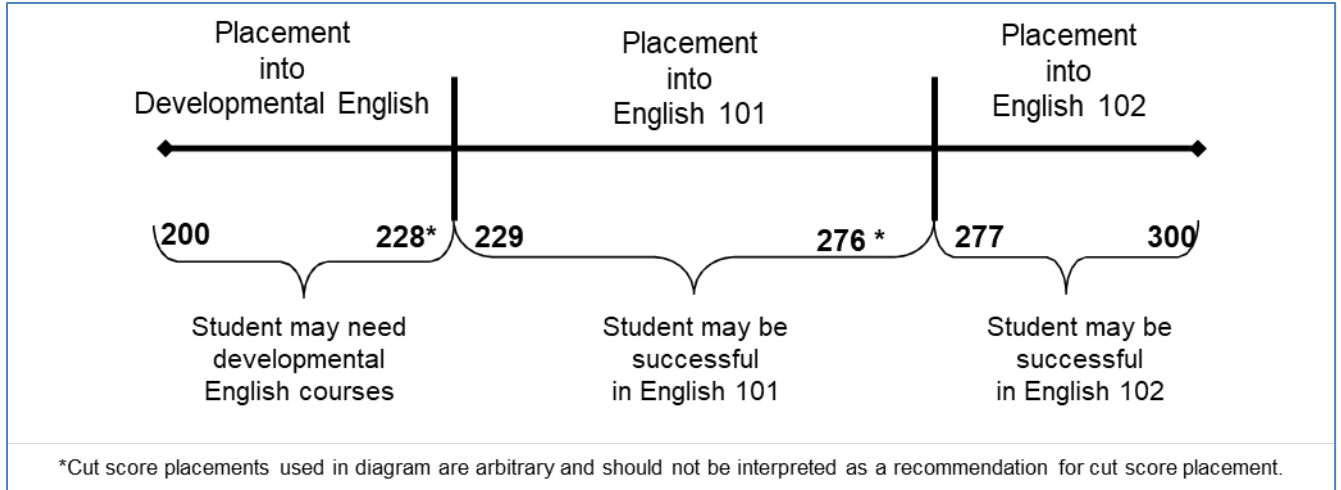 Placement
into
Developmental English
Placement
into
English 101
Placement
into
English 102
200 228* 229 276 * 277 300
Student may need
developmental
English courses
Student may be
successful
in English 101
Student may be
successful
in English 102
*Cut score placements used in diagram are arbitrary and should not be interpreted as a recommendation for cut score placement.